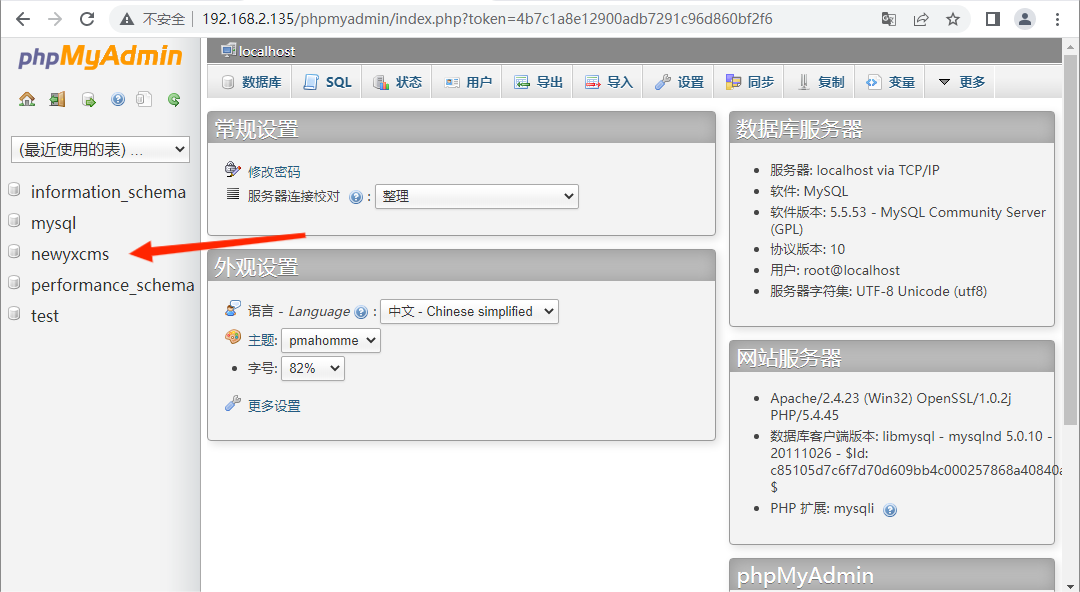 不安全 | 192.168.2.135/phpmyadmin/index.php?token=4b7c1a8e12900adb7291c96d860bf2f6
phpMyAdmin
(最近使用的表) ...
information_schema
mysql
newyxcms
performance_schema
test
localhost
数据库 SQL 状态 用户 导出 导入 设置 同步 复制 变量 更多
常规设置
修改密码
服务器连接校对 : 整理
外观设置
语言 - Language : 中文 - Chinese simplified
主题: pmahomme
字号: 82%
更多设置
数据库服务器
服务器: localhost via TCP/IP
软件: MySQL
软件版本: 5.5.53 - MySQL Community Server
(GPL)
协议版本: 10
用户: root@localhost
服务器字符集: UTF-8 Unicode (utf8)
网站服务器
Apache/2.4.23 (Win32) OpenSSL/1.0.2j
PHP/5.4.45
数据库客户端版本: libmysql - mysqlnd 5.0.10 -
20111026 - $Id:
c85105d7c6f7d70d609bb4c000257868a40840a
$
PHP 扩展: mysqli
phpMyAdmin